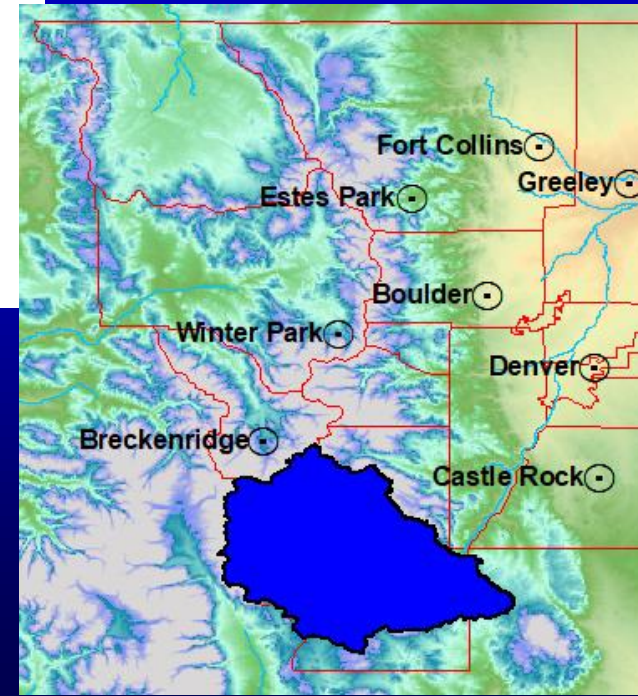 Fort Collins
Greeley
Estes Park
Boulder
Winter Park
Denver
Breckenridge
Castle Rock